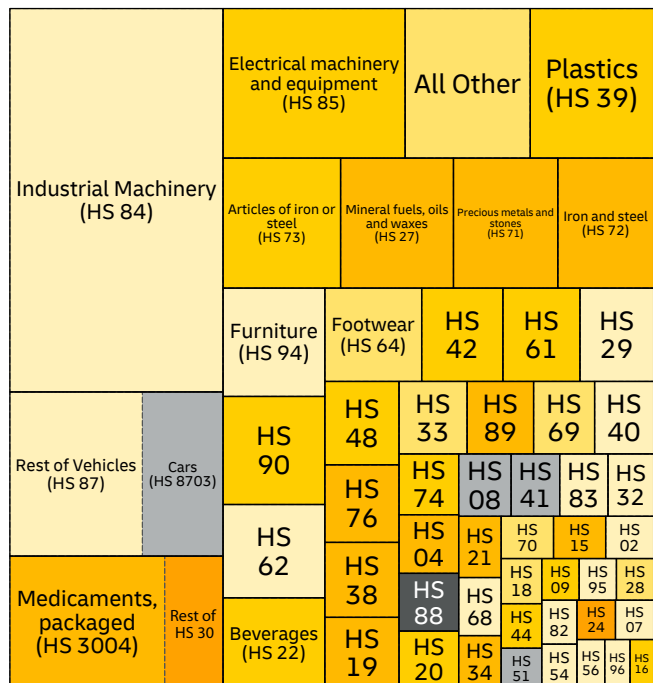 Industrial Machinery
(HS 84)
Electrical machinery
and equipment
(HS 85)
All Other
Plastics
(HS 39)
Articles of iron or
steel
(HS 73)
Mineral fuels, oils
and waxes
(HS 27)
Precious metals and
stones
(HS 71)
Iron and steel
(HS 72)
Furniture
(HS 94)
Footwear
(HS 64)
HS
42
HS
61
HS
29
Rest of Vehicles
(HS 87)
Cars
(HS 8703)
HS
90
HS
48
HS
33
HS
89
HS
69
HS
40
HS
76
HS
74
HS
08
HS
41
HS
83
HS
32
HS
62
HS
04
HS
21
HS
70
HS
15
HS
02
Medicaments,
packaged
(HS 3004)
Rest of
HS 30
HS
38
HS
88
HS
68
HS
18
HS
09
HS
95
HS
28
Beverages
(HS 22)
HS
19
HS
20
HS
34
HS
44
HS
82
HS
24
HS
07
HS
51
HS
54
HS
56
HS
96
HS
16